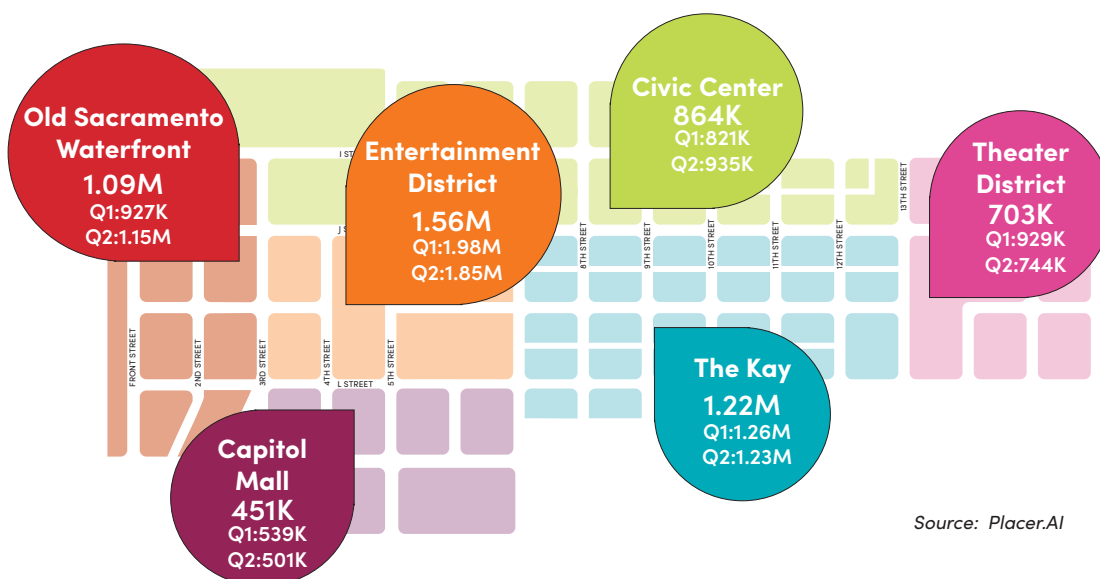 Old Sacramento
Waterfront
1.09M
Q1:927K
Q2:1.15M
Entertainment
District
1.56M
Q1:1.98M
Q2:1.85M
Civic Center
864K
Q1:821K
Q2:935K
Theater
District
703K
Q1:929K
Q2:744K
I ST
J S
8TH STREET
9TH STREET
10TH STREET
11TH STREET
12TH STREET
13TH STREET
FRONT STREET
2ND STREET
3RD STREET
4TH STREET
5TH STREET
L STREET
The Kay
1.22M
Q1:1.26M
Q2:1.23M
Capitol
Mall
451K
Q1:539K
Q2:501K
Source: Placer.AI